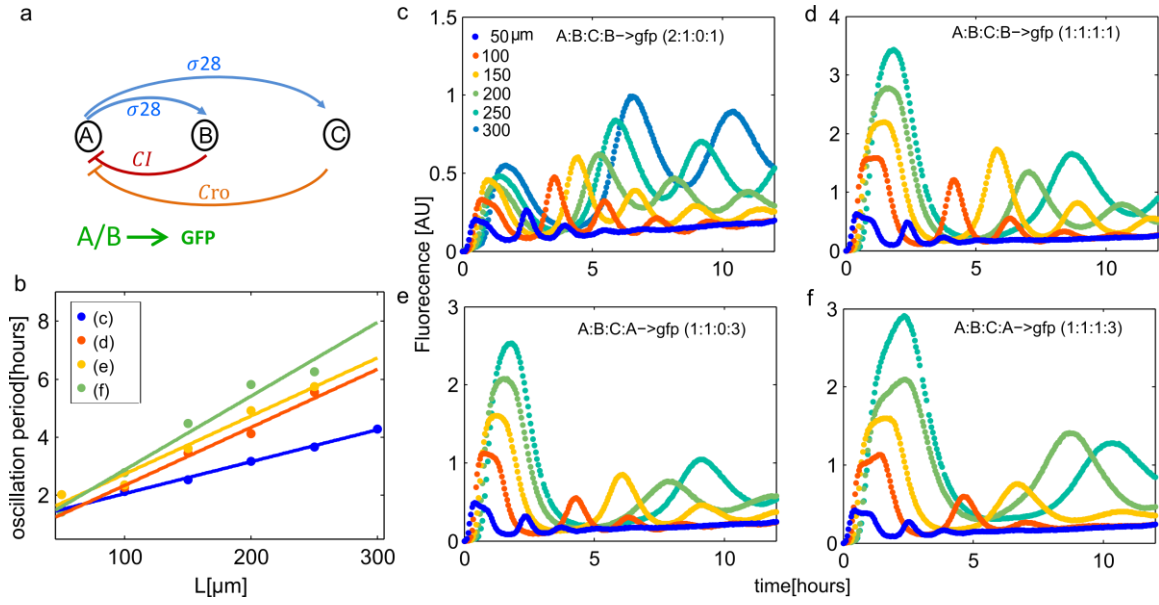 a
σ28
σ28
A
B
C
CI
Cro
A/B → GFP
b
(c)
(d)
(e)
(f)
8
6
4
2
oscillation period[hours]
100
200
300
L[µm]
c
A:B:C:B−>gfp (2:1:0:1)
50 µm
100
150
200
250
300
1.5
1
0.5
0
0
5
10
d
A:B:C:B−>gfp (1:1:1:1)
4
3
2
1
0
0
5
10
Fluorecence [AU]
e
A:B:C:A−>gfp (1:1:0:3)
3
2
1
0
0
5
10
f
A:B:C:A−>gfp (1:1:1:3)
3
2
1
0
0
5
10
time[hours]